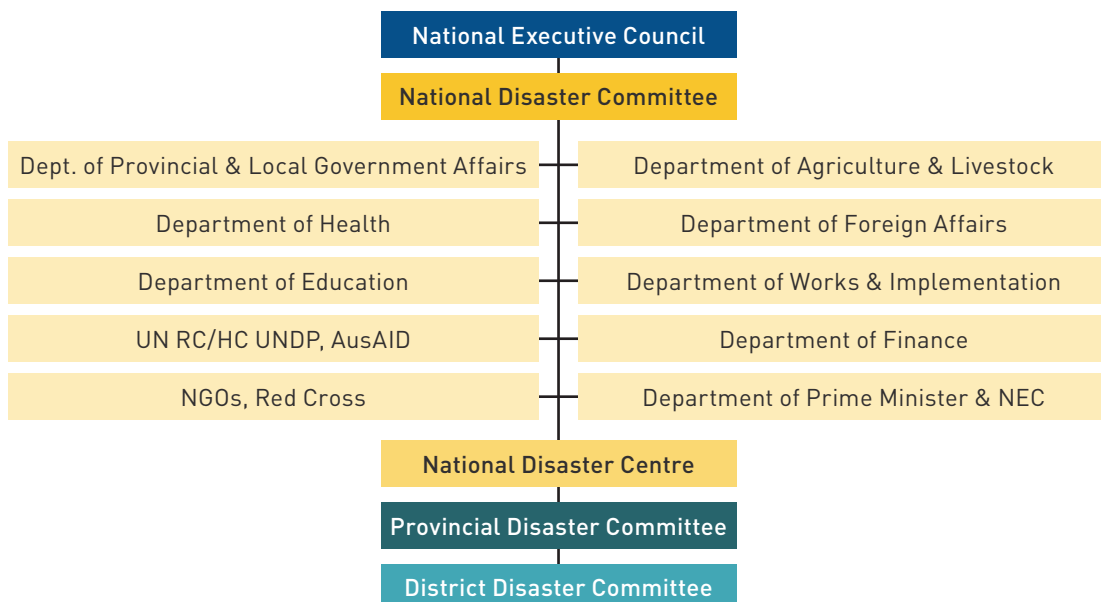 National Executive Council
National Disaster Committee
Dept. of Provincial & Local Government Affairs
Department of Agriculture & Livestock
Department of Health
Department of Foreign Affairs
Department of Education
Department of Works & Implementation
UN RC/HC UNDP, AusAID
Department of Finance
NGOs, Red Cross
Department of Prime Minister & NEC
National Disaster Centre
Provincial Disaster Committee
District Disaster Committee